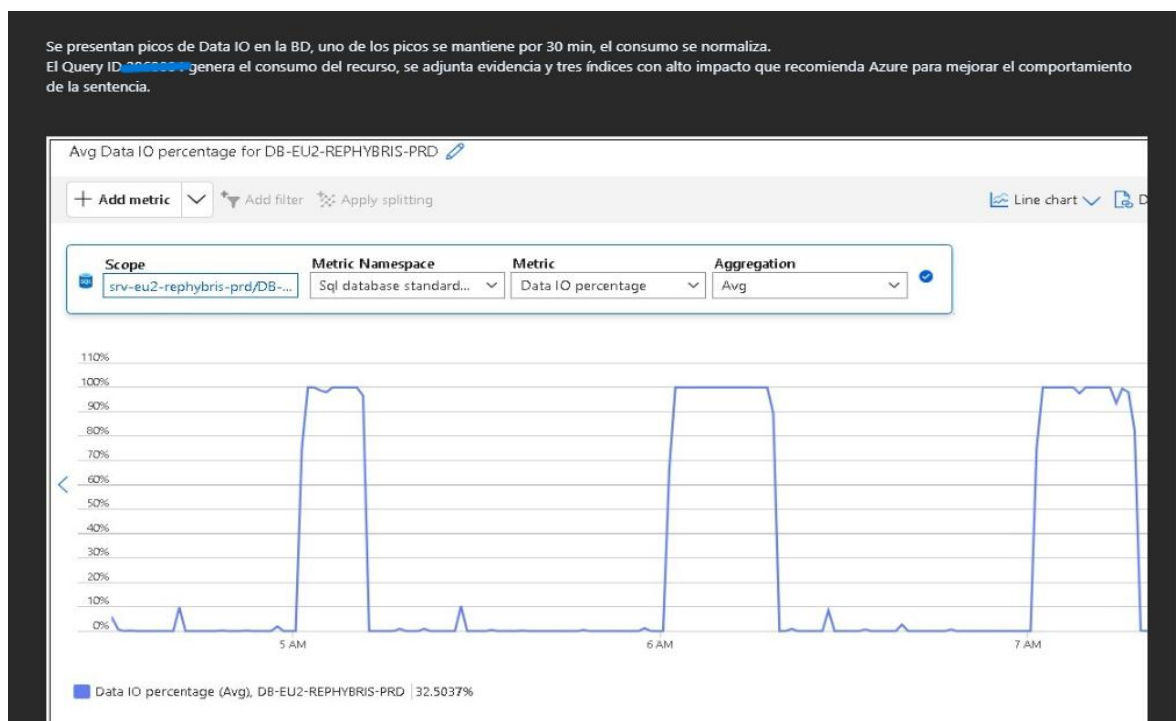 Se presentan picos de Data IO en la BD, uno de los picos se mantiene por 30 min, el consumo se normaliza.
El Query ID genera el consumo del recurso, se adjunta evidencia y tres índices con alto impacto que recomienda Azure para mejorar el comportamiento
de la sentencia.
Avg Data IO percentage for DB-EU2-REPHYBRIS-PRD
Add metric Add filter Apply splitting Line chart D
Scope Metric Namespace Metric Aggregation
SQL srv-eu2-rephybris-prd/DB-... Sql database standard... Data IO percentage Avg
110%
100%
90%
80%
70%
60%
50%
40%
30%
20%
10%
0%
5 AM 6 AM 7 AM
Data IO percentage (Avg), DB-EU2-REPHYBRIS-PRD 32.5037%